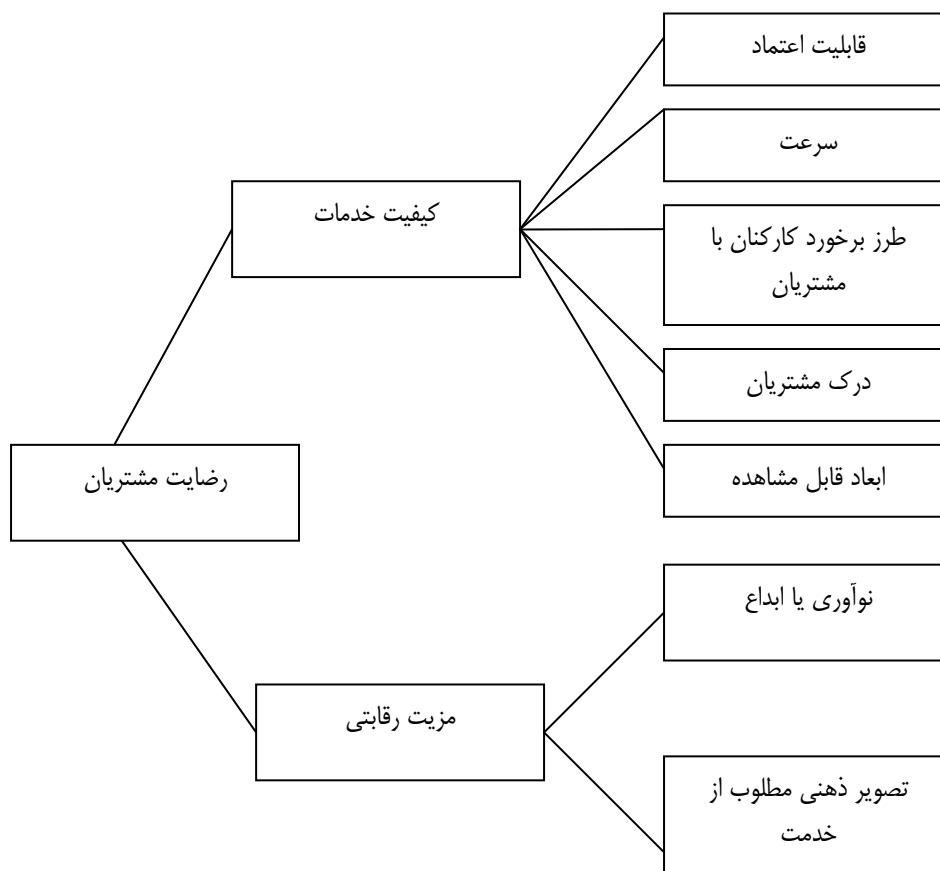 قابلیت اعتماد
سرعت
کیفیت خدمات
طرز برخورد کارکنان با
مشتریان
درک مشتریان
رضایت مشتریان
ابعاد قابل مشاهده
نوآوری یا ابداع
مزیت رقابتی
تصویر ذهنی مطلوب از
خدمت